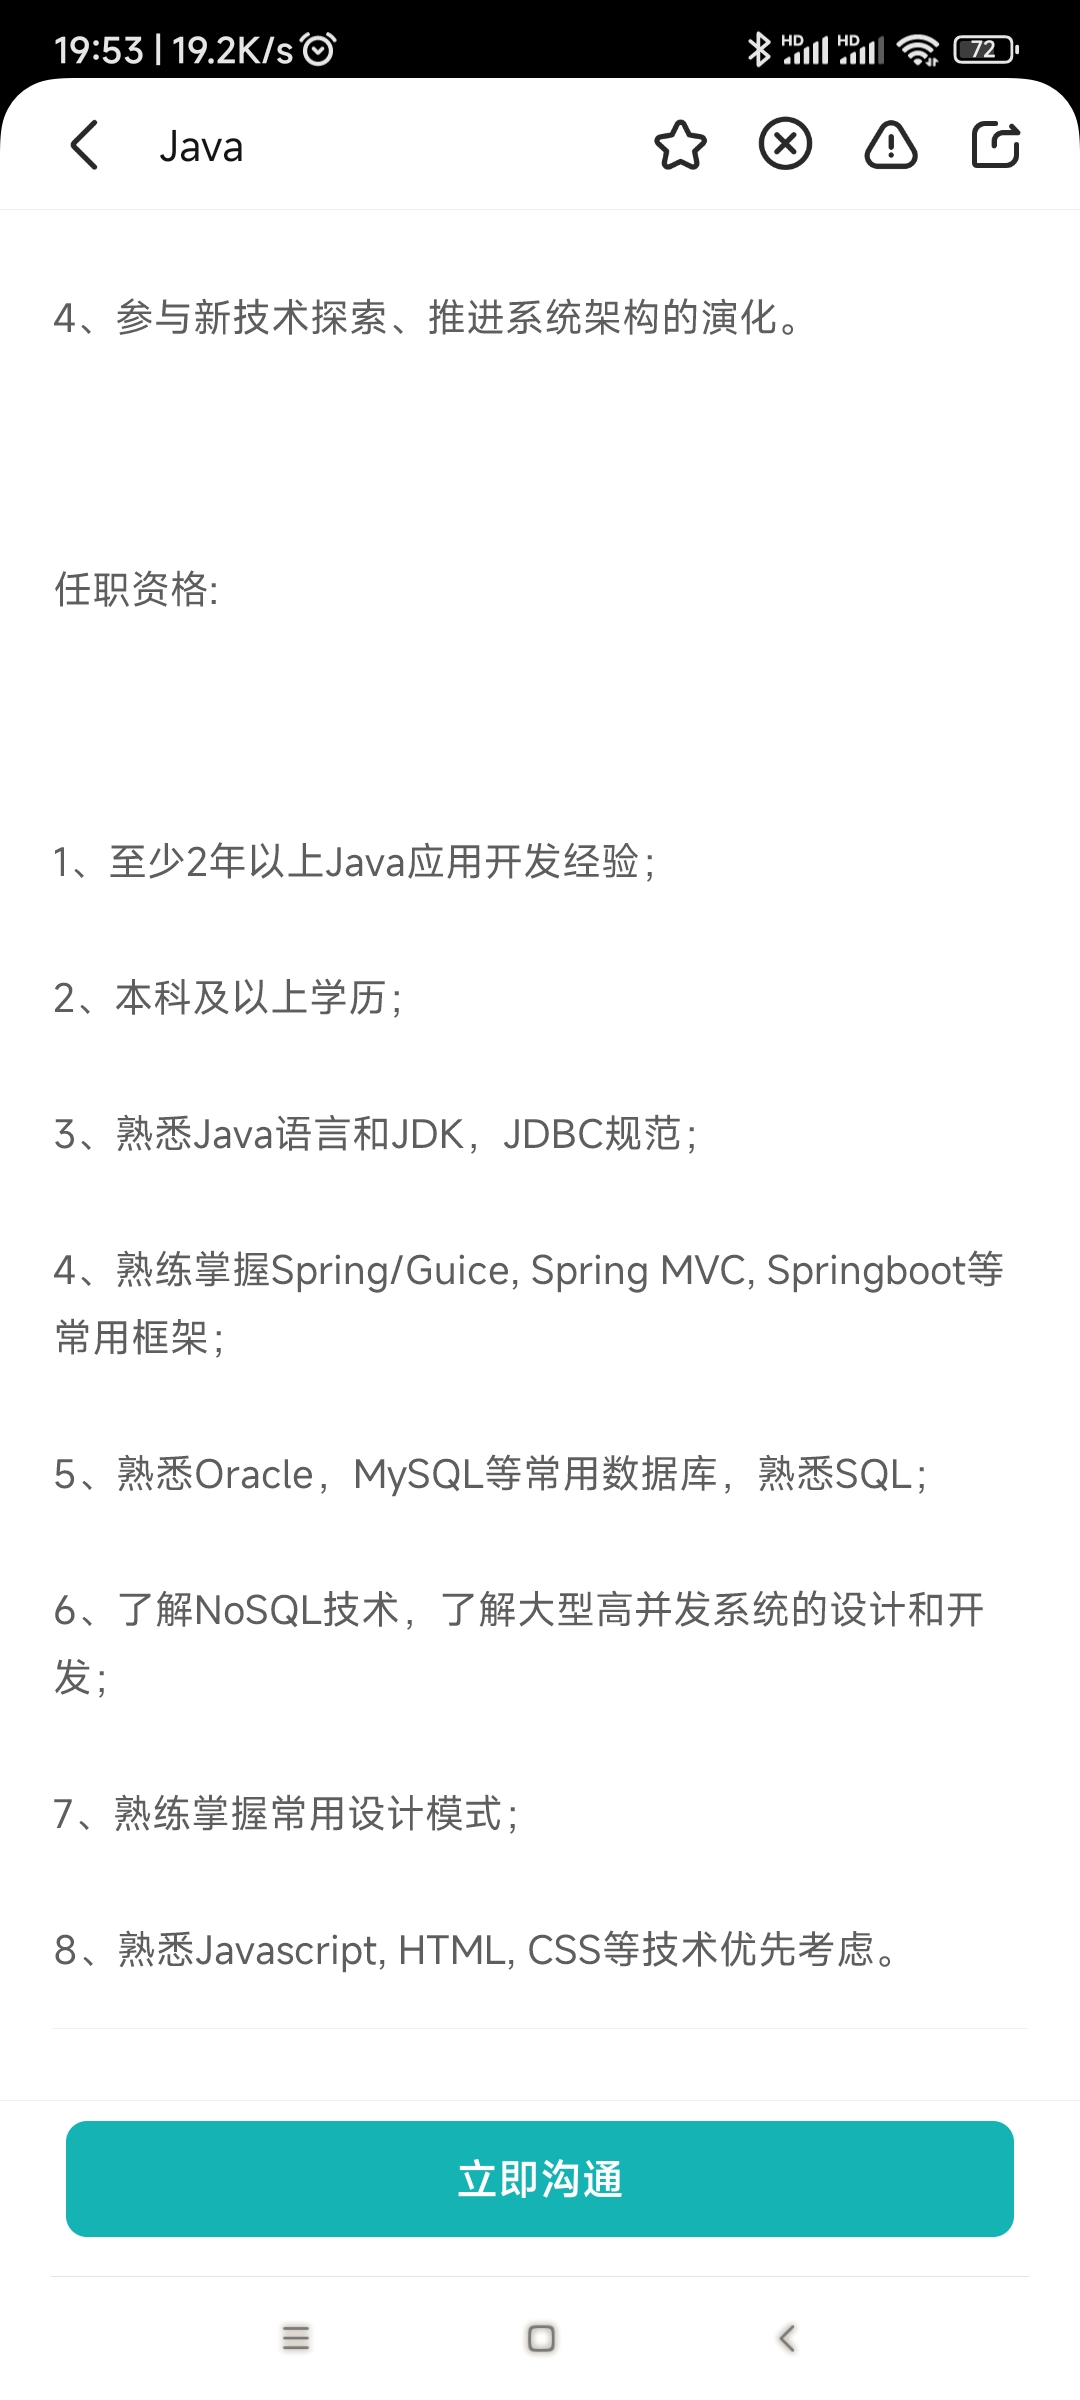 19:53 | 19.2K/s
HD HD 72
Java
4、参与新技术探索、推进系统架构的演化。
任职资格:
1、至少2年以上Java应用开发经验；
2、本科及以上学历；
3、熟悉Java语言和JDK，JDBC规范；
4、熟练掌握Spring/Guice, Spring MVC, Springboot等
常用框架；
5、熟悉Oracle，MySQL等常用数据库，熟悉SQL；
6、了解NoSQL技术，了解大型高并发系统的设计和开
发；
7、熟练掌握常用设计模式；
8、熟悉Javascript, HTML, CSS等技术优先考虑。
立即沟通